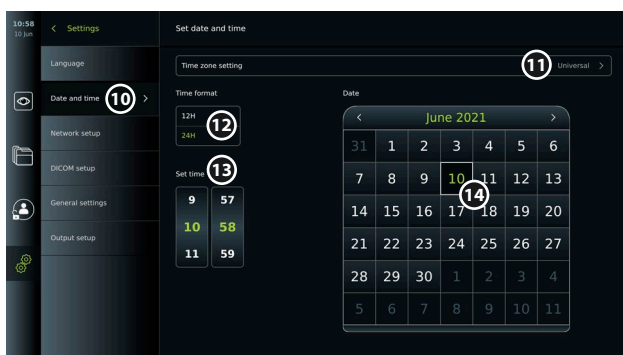 10:58
10 Jun
Settings
Set date and time
Language
Time zone setting
11
Universal
Date and time
10
Time format
Date
12H
24H
12
June 2021
31 1 2 3 4 5 6
Network setup
DICOM setup
Set time
13
7 8 9 10 11 12 13
14
General settings
9 57
10 58
11 59
14 15 16 17 18 19 20
Output setup
21 22 23 24 25 26 27
28 29 30 1 2 3 4
5 6 7 8 9 10 11